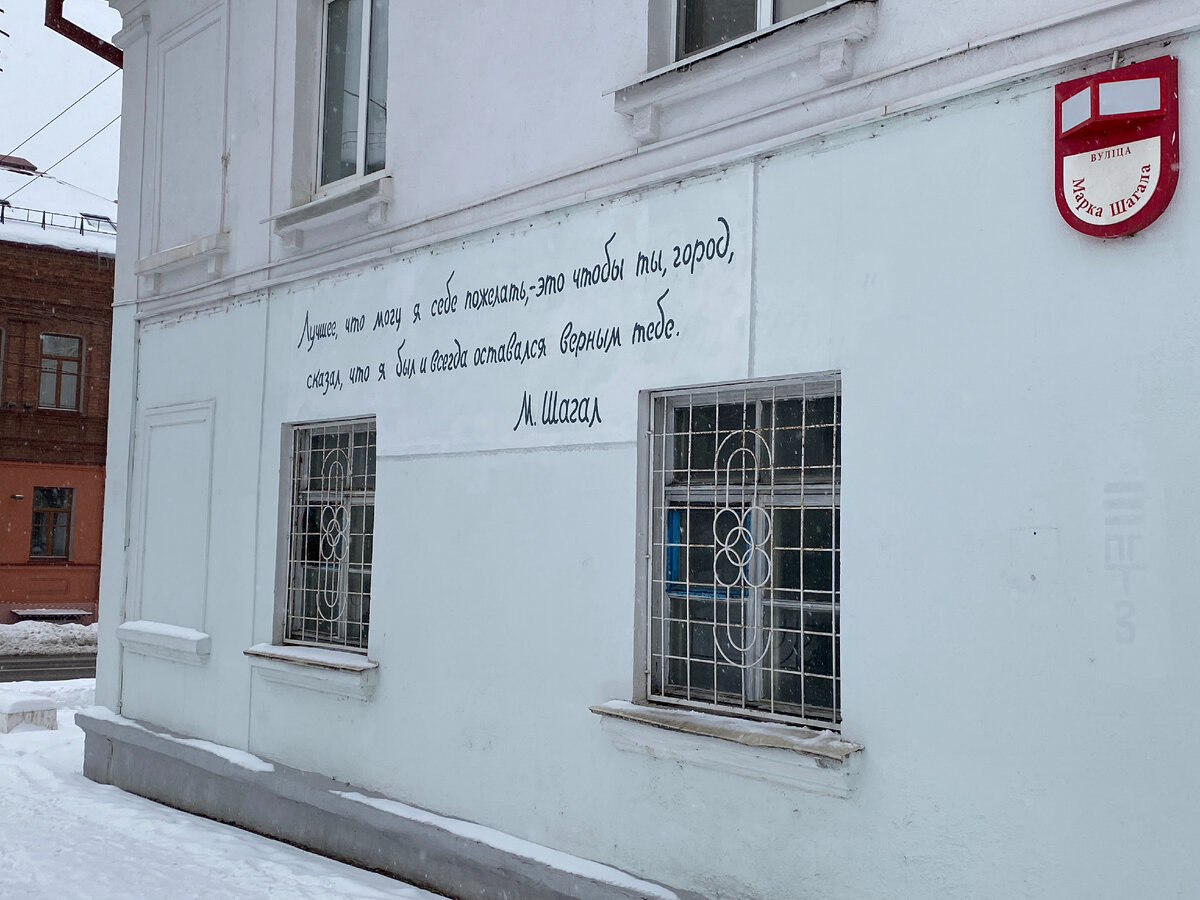 Лучшее, что могу я себе пожелать,-это чтобы ты, город,
сказал, что я был и всегда оставался верным тебе.
М. Шагал
ВУЛІЦА
Марка Шагала